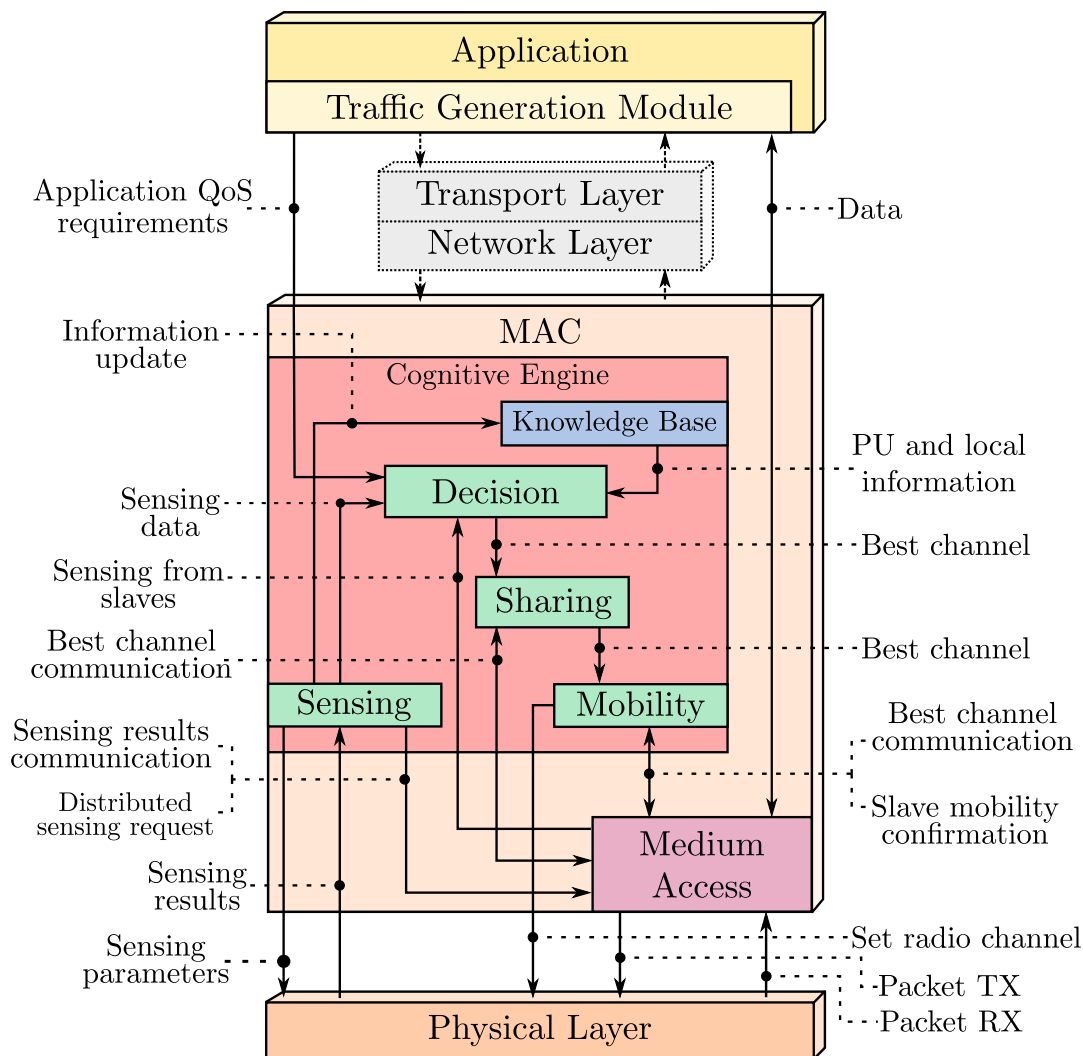 Application
Traffic Generation Module
Application QoS
requirements
Transport Layer
Network Layer
Data
MAC
Information
update
Cognitive Engine
Knowledge Base
PU and local
information
Decision
Sensing
data
Best channel
Sensing from
slaves
Sharing
Best channel
communication
Best channel
Sensing
Mobility
Sensing results
communication
Best channel
communication
Distributed
sensing request
Slave mobility
confirmation
Medium
Access
Sensing
results
Set radio channel
Sensing
parameters
Packet TX
Packet RX
Physical Layer